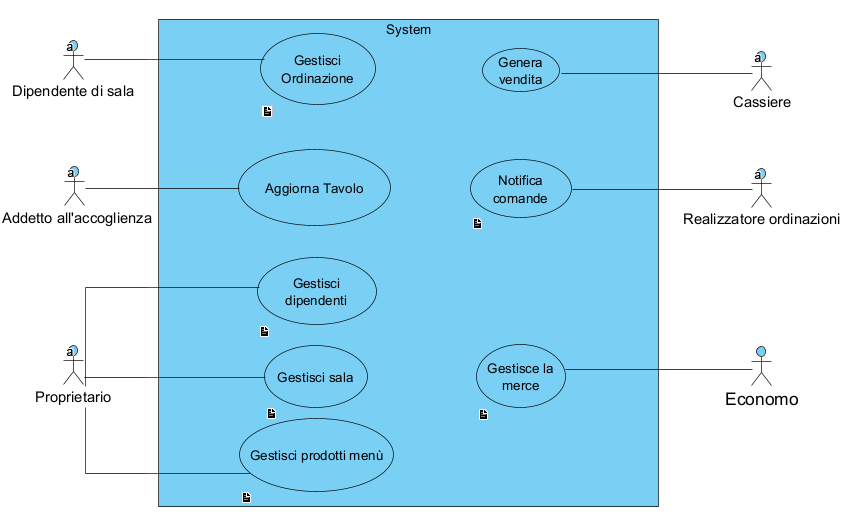 System
a
Dipendente di sala
Gestisci
Ordinazione
Genera
vendita
a
Cassiere
a
Addetto all'accoglienza
Aggiorna Tavolo
Notifica
comande
a
Realizzatore ordinazioni
Gestisci
dipendenti
a
Proprietario
Gestisci sala
Gestisce la
merce
Economo
Gestisci prodotti menù